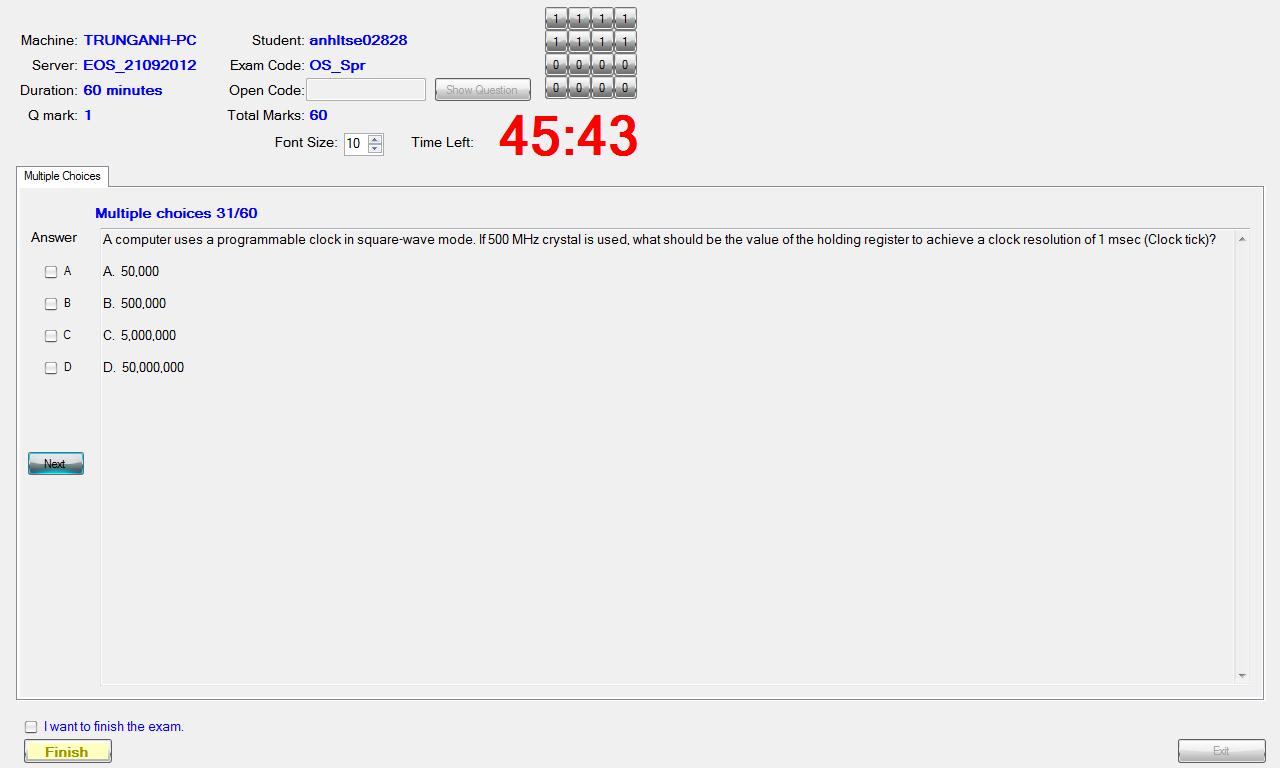 Machine: TRUNGANH-PC Student: anhltse02828
Server: EOS_21092012 Exam Code: OS_Spr
Duration: 60 minutes Open Code: Show Question
Q mark: 1 Total Marks: 60
Font Size: 10 Time Left: 45:43
1 1 1 1
1 1 1 1
0 0 0 0
0 0 0 0
Multiple Choices
Multiple choices 31/60
Answer
A computer uses a programmable clock in square-wave mode. If 500 MHz crystal is used, what should be the value of the holding register to achieve a clock resolution of 1 msec (Clock tick)?
A A. 50,000
B B. 500,000
C C. 5,000,000
D D. 50,000,000
Next
I want to finish the exam.
Finish Exit